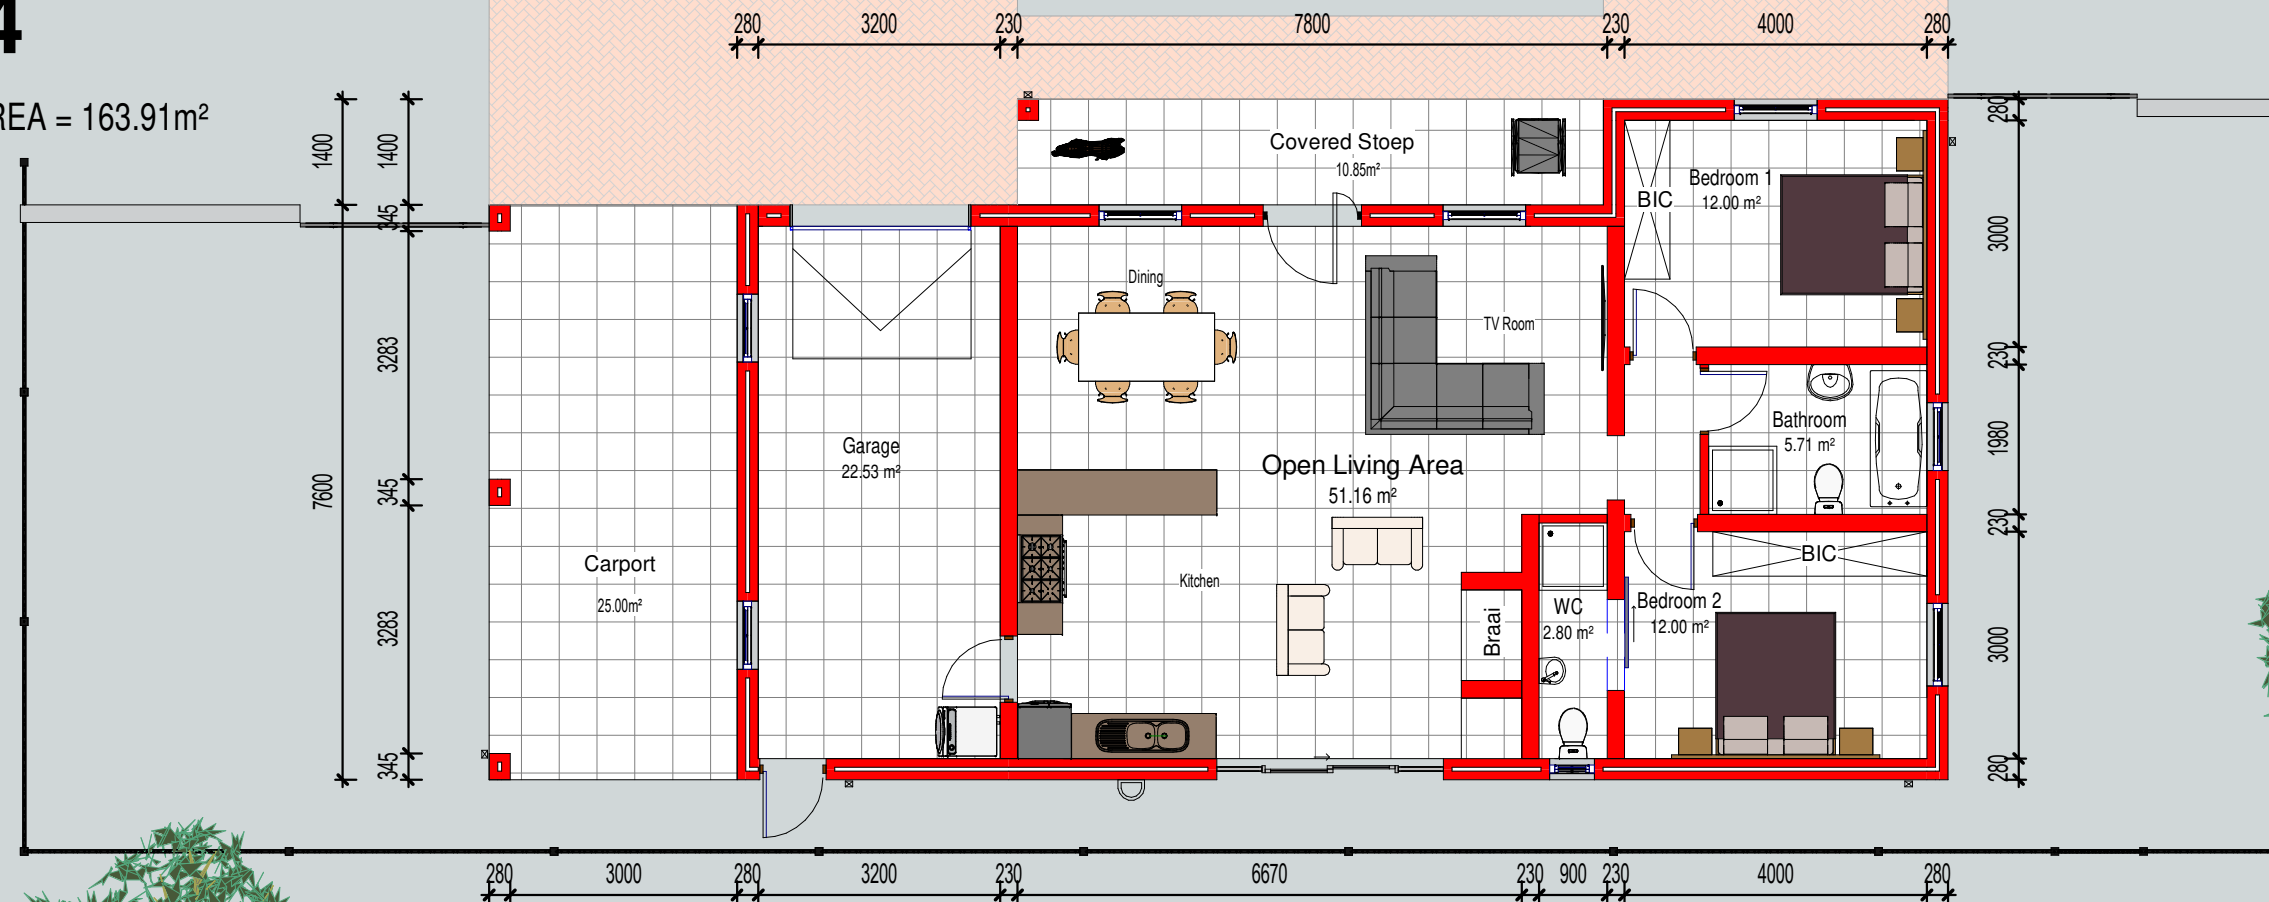 4
REA = 163.91m²
280 3200 230 7800 230 4000 280
1400
7600
1400
345
3283
345
3283
345
Covered Stoep
10.85m²
BIC
Bedroom 1
12.00 m²
Dining
TV Room
Bathroom
5.71 m²
Garage
22.53 m²
Open Living Area
51.16 m²
Carport
25.00m²
Kitchen
Braai
WC
2.80 m²
BIC
Bedroom 2
12.00 m²
280
3000
230
1980
230
3000
280
280 3000 280 3200 230 6670 230 900 230 4000 280